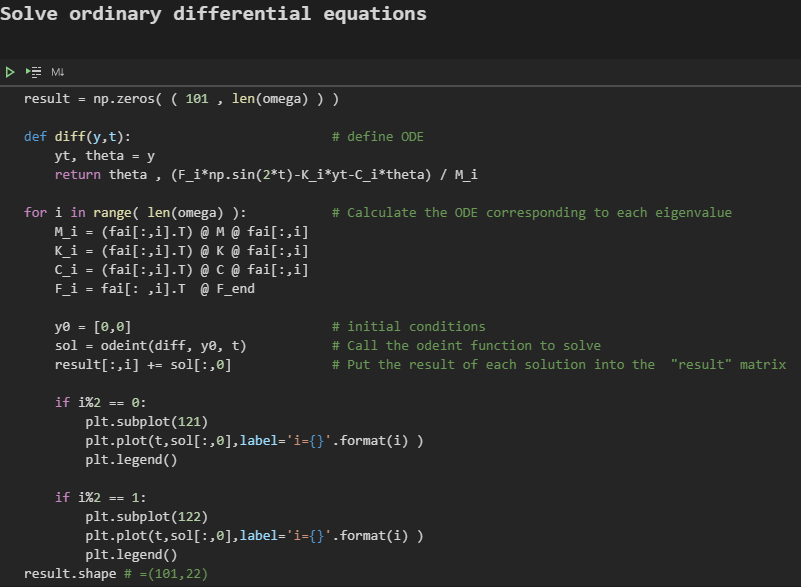 Solve ordinary differential equations
M↓
result = np.zeros( ( 101 , len(omega) ) )
def diff(y,t):                          # define ODE
    yt, theta = y
    return theta , (F_i*np.sin(2*t)-K_i*yt-C_i*theta) / M_i
for i in range( len(omega) ):           # Calculate the ODE corresponding to each eigenvalue
    M_i = (fai[:,i].T) @ M @ fai[:,i]
    K_i = (fai[:,i].T) @ K @ fai[:,i]
    C_i = (fai[:,i].T) @ C @ fai[:,i]
    F_i = fai[: ,i].T  @ F_end
    y0 = [0,0]                          # initial conditions
    sol = odeint(diff, y0, t)           # Call the odeint function to solve
    result[:,i] += sol[:,0]             # Put the result of each solution into the  "result" matrix
    if i%2 == 0:
        plt.subplot(121)
        plt.plot(t,sol[:,0],label='i={}'.format(i) )
        plt.legend()
    if i%2 == 1:
        plt.subplot(122)
        plt.plot(t,sol[:,0],label='i={}'.format(i) )
        plt.legend()
result.shape # =(101,22)